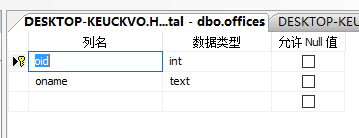 DESKTOP-KEUCKVO.H...tal - dbo.offices DESKTOP-KEU
列名 数据类型 允许 Null 值
oid int
oname text